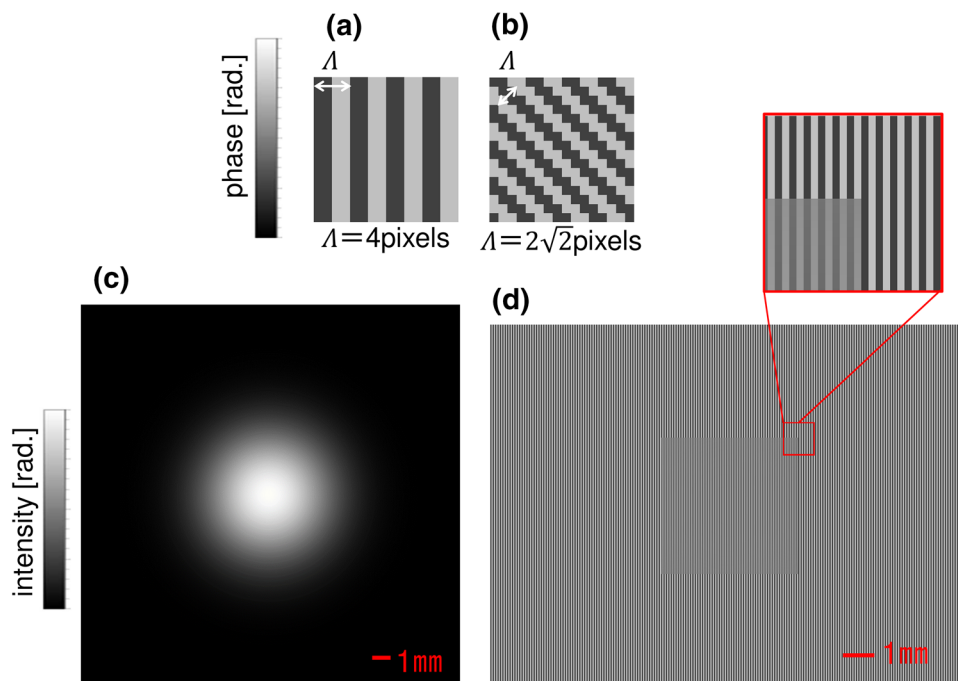 (a)
(b)
Λ
Λ
phase [rad.]
Λ=4pixels
Λ=2√2pixels
(c)
(d)
intensity [rad.]
1mm
1mm